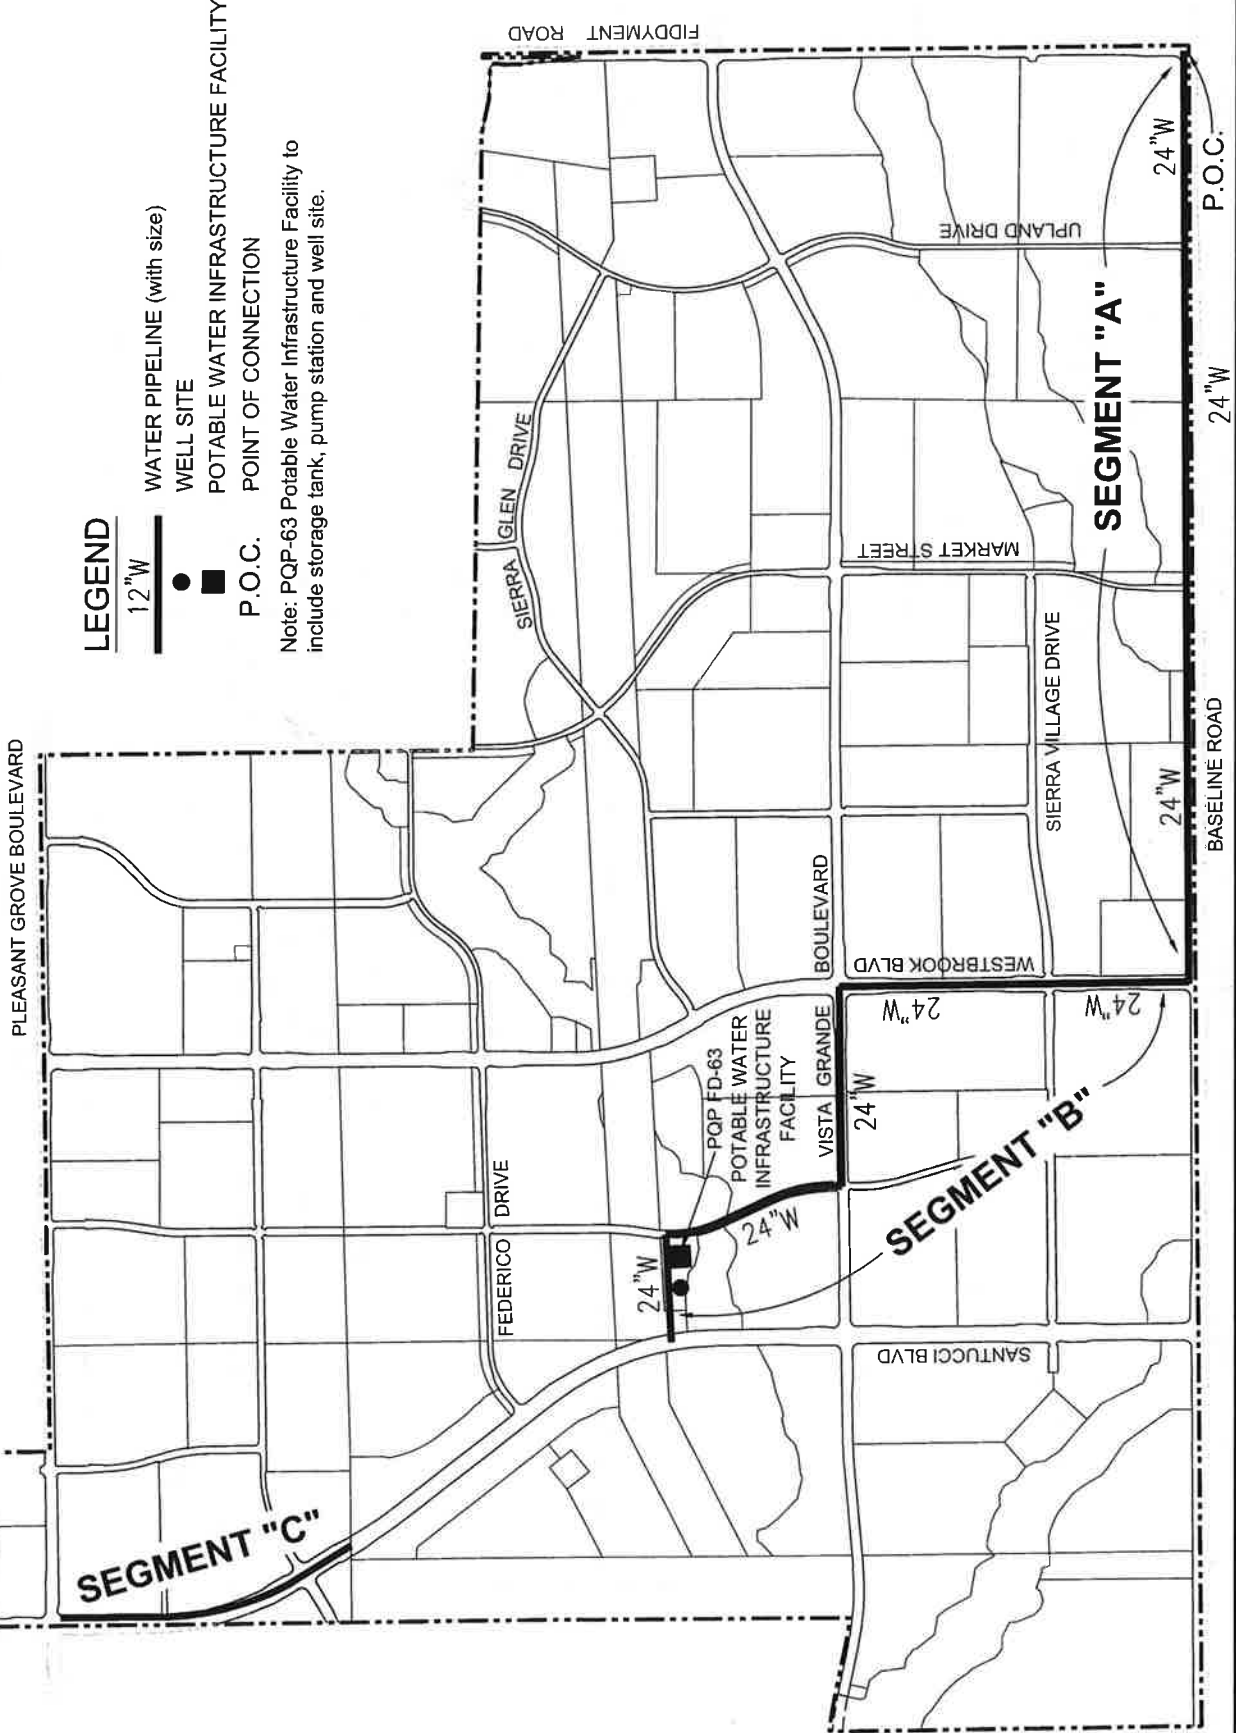 LEGEND
12"W
WATER PIPELINE (with size)
WELL SITE
POTABLE WATER INFRASTRUCTURE FACILITY
P.O.C.
POINT OF CONNECTION
Note: PQP-63 Potable Water Infrastructure Facility to
include storage tank, pump station and well site.
PLEASANT GROVE BOULEVARD
FIDDYMENT ROAD
SIERRA GLEN DRIVE
UPLAND DRIVE
MARKET STREET
SIERRA VILLAGE DRIVE
FEDERICO DRIVE
VISTA GRANDE BOULEVARD
WESTBROOK BLVD
SANTUCCI BLVD
BASELINE ROAD
PQP FD-63
POTABLE WATER
INFRASTRUCTURE
FACILITY
SEGMENT "A"
SEGMENT "B"
SEGMENT "C"
24"W
24"W
24"W
24"W
24"W
24"W
24"W
24"W
P.O.C.